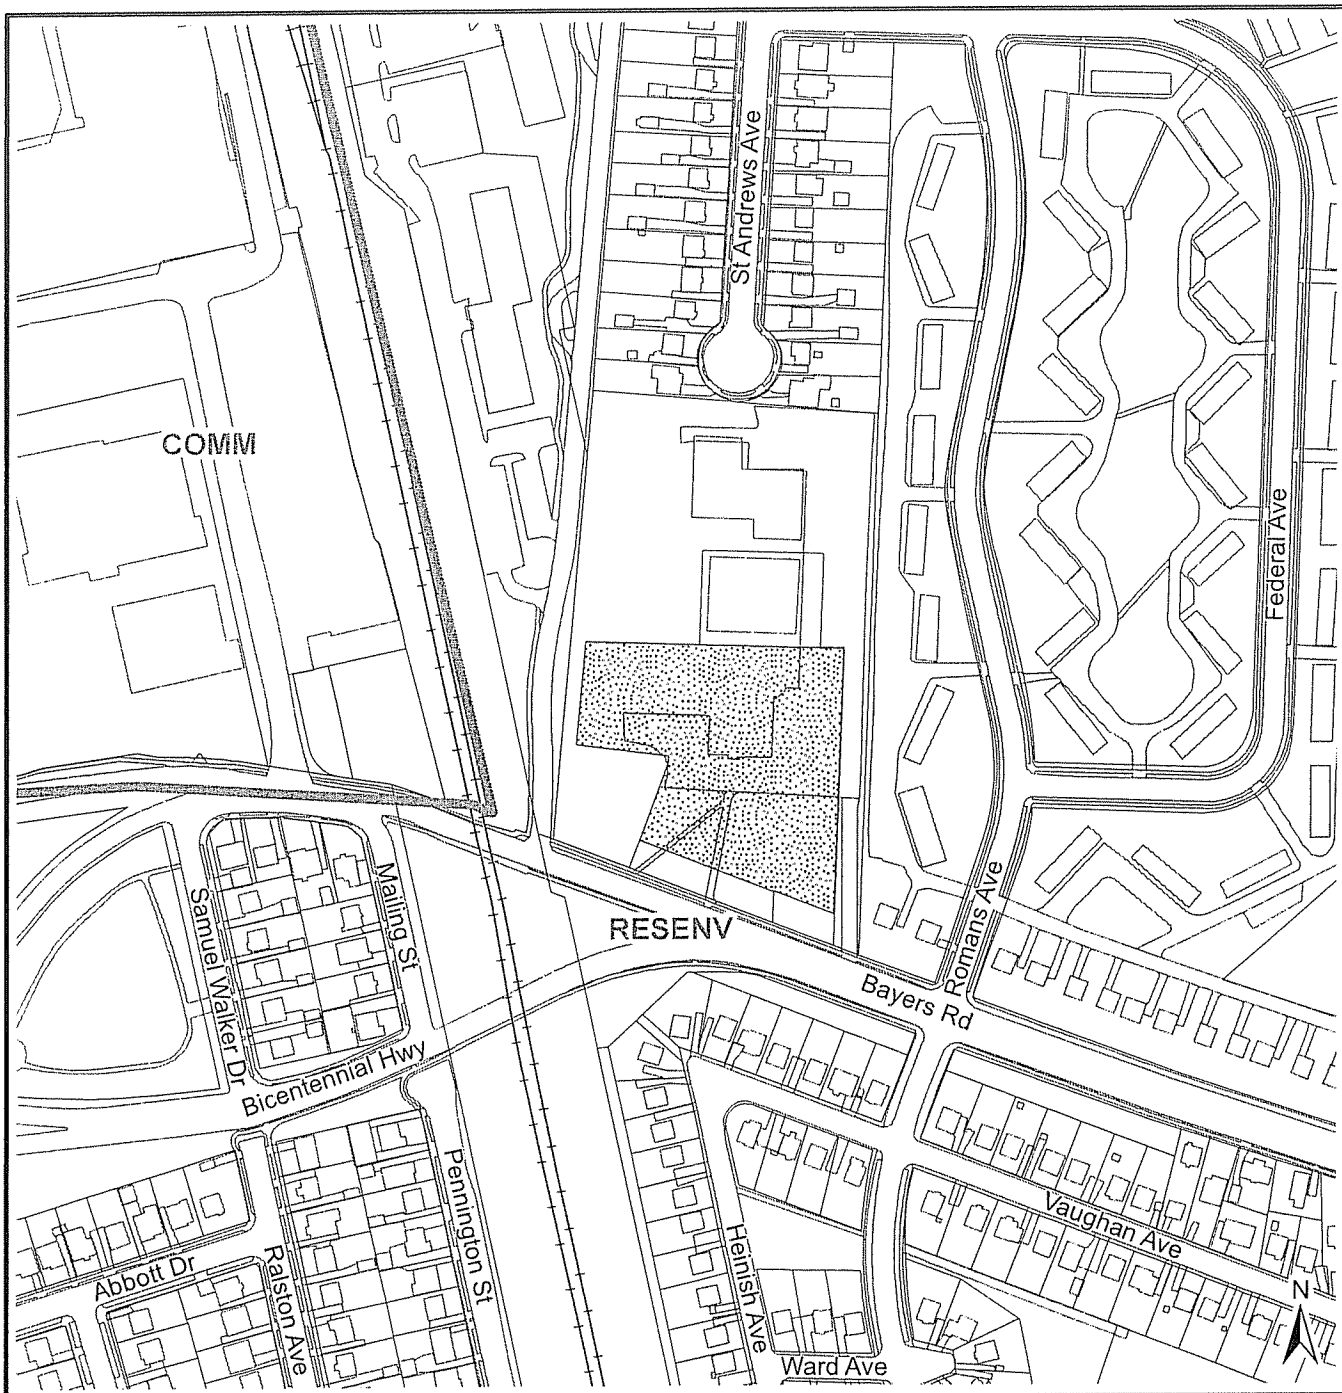 St Andrews Ave
COMM
Federal Ave
Mailing St
Samuel Walker Dr
RESENV
Romans Ave
Bayers Rd
Bicentennial Hwy
Pennington St
Vaughan Ave
Heinish Ave
Abbott Dr
Ralston Ave
N
Ward Ave